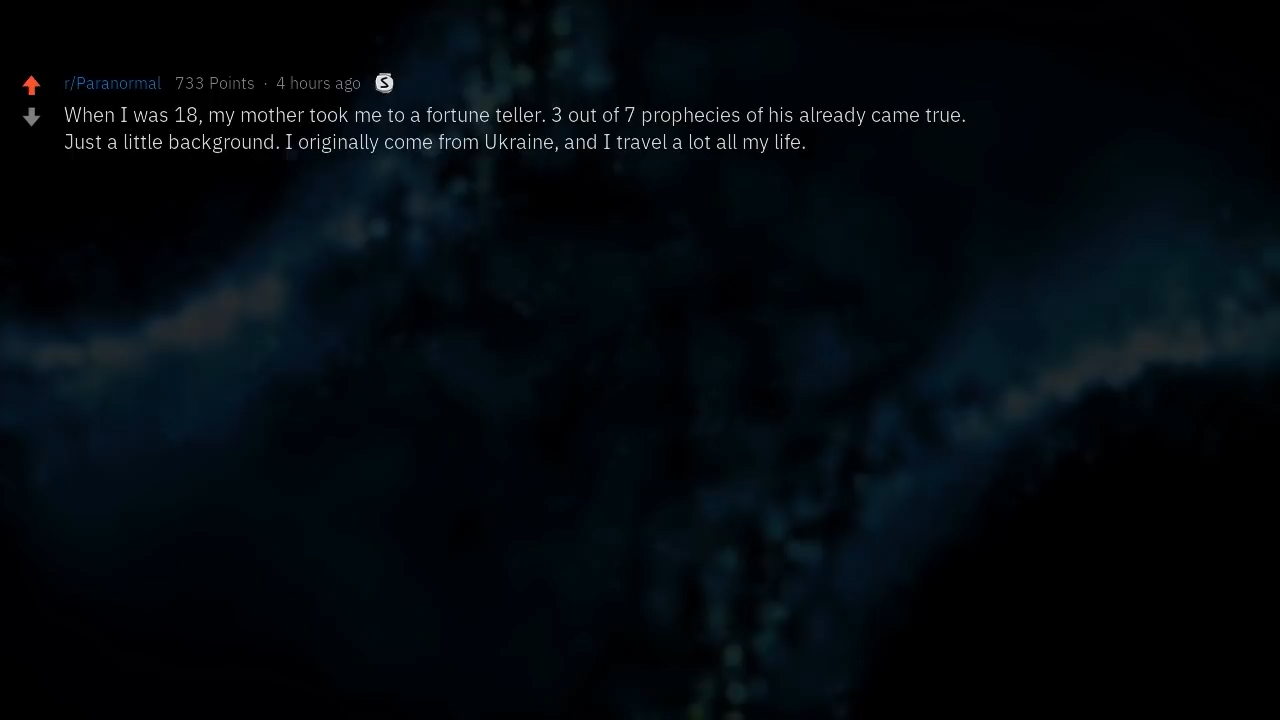 r/Paranormal 733 Points · 4 hours ago S
When I was 18, my mother took me to a fortune teller. 3 out of 7 prophecies of his already came true.
Just a little background. I originally come from Ukraine, and I travel a lot all my life.